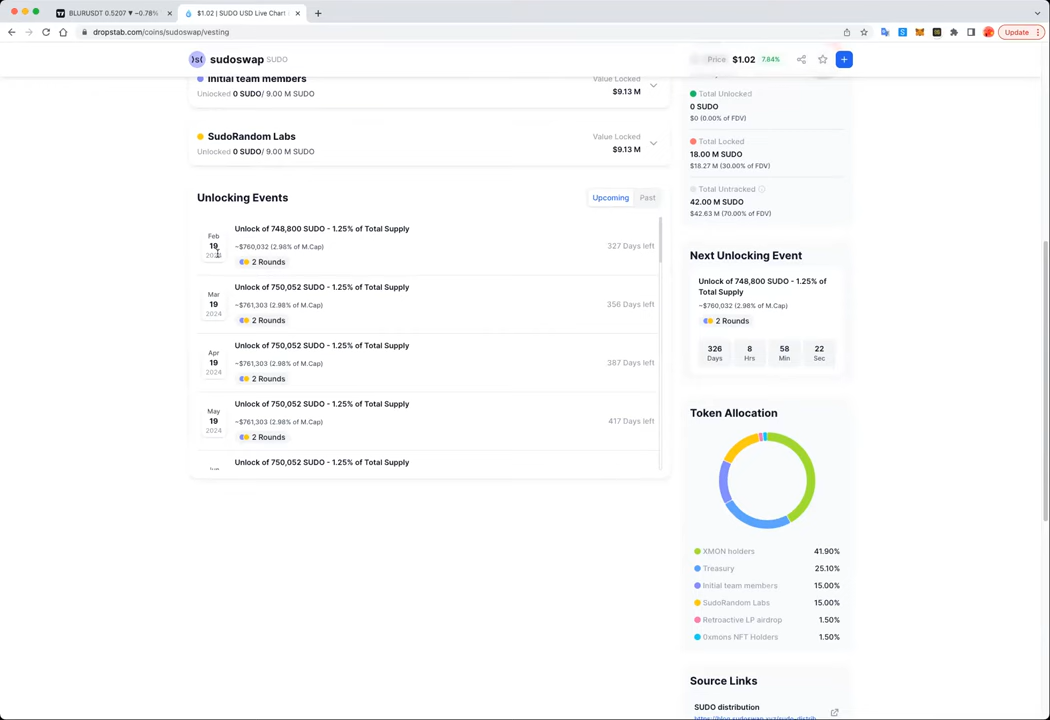 BLURUSDT 0.5207 ▼ −0.78%
$1.02 | SUDO USD Live Chart
dropstab.com/coins/sudoswap/vesting
Update
sudoswap SUDO
Price $1.02 7.84%
Initial team members
Unlocked 0 SUDO/ 9.00 M SUDO
Value Locked
$9.13 M
SudoRandom Labs
Unlocked 0 SUDO/ 9.00 M SUDO
Value Locked
$9.13 M
Unlocking Events
Upcoming Past
Feb
19
Unlock of 748,800 SUDO - 1.25% of Total Supply
~$760,032 (2.98% of M.Cap)
2 Rounds
327 Days left
Mar
19
2024
Unlock of 750,052 SUDO - 1.25% of Total Supply
~$761,303 (2.98% of M.Cap)
2 Rounds
356 Days left
Apr
19
2024
Unlock of 750,052 SUDO - 1.25% of Total Supply
~$761,303 (2.98% of M.Cap)
2 Rounds
387 Days left
May
19
2024
Unlock of 750,052 SUDO - 1.25% of Total Supply
~$761,303 (2.98% of M.Cap)
2 Rounds
417 Days left
Unlock of 750,052 SUDO - 1.25% of Total Supply
Total Unlocked
0 SUDO
$0 (0.00% of FDV)
Total Locked
18.00 M SUDO
$18.27 M (30.00% of FDV)
Total Untracked
42.00 M SUDO
$42.63 M (70.00% of FDV)
Next Unlocking Event
Unlock of 748,800 SUDO - 1.25% of
Total Supply
~$760,032 (2.98% of M.Cap)
2 Rounds
326 8 58 22
Days Hrs Min Sec
Token Allocation
XMON holders 41.90%
Treasury 25.10%
Initial team members 15.00%
SudoRandom Labs 15.00%
Retroactive LP airdrop 1.50%
0xmons NFT Holders 1.50%
Source Links
SUDO distribution
https://blog.sudoswap.xyz/sudo-distrib